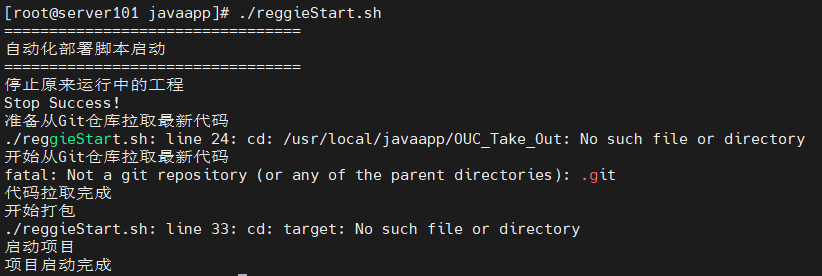 [root@server101 javaapp]# ./reggieStart.sh
=================================
自动化部署脚本启动
=================================
停止原来运行中的工程
Stop Success!
准备从Git仓库拉取最新代码
./reggieStart.sh: line 24: cd: /usr/local/javaapp/OUC_Take_Out: No such file or directory
开始从Git仓库拉取最新代码
fatal: Not a git repository (or any of the parent directories): .git
代码拉取完成
开始打包
./reggieStart.sh: line 33: cd: target: No such file or directory
启动项目
项目启动完成